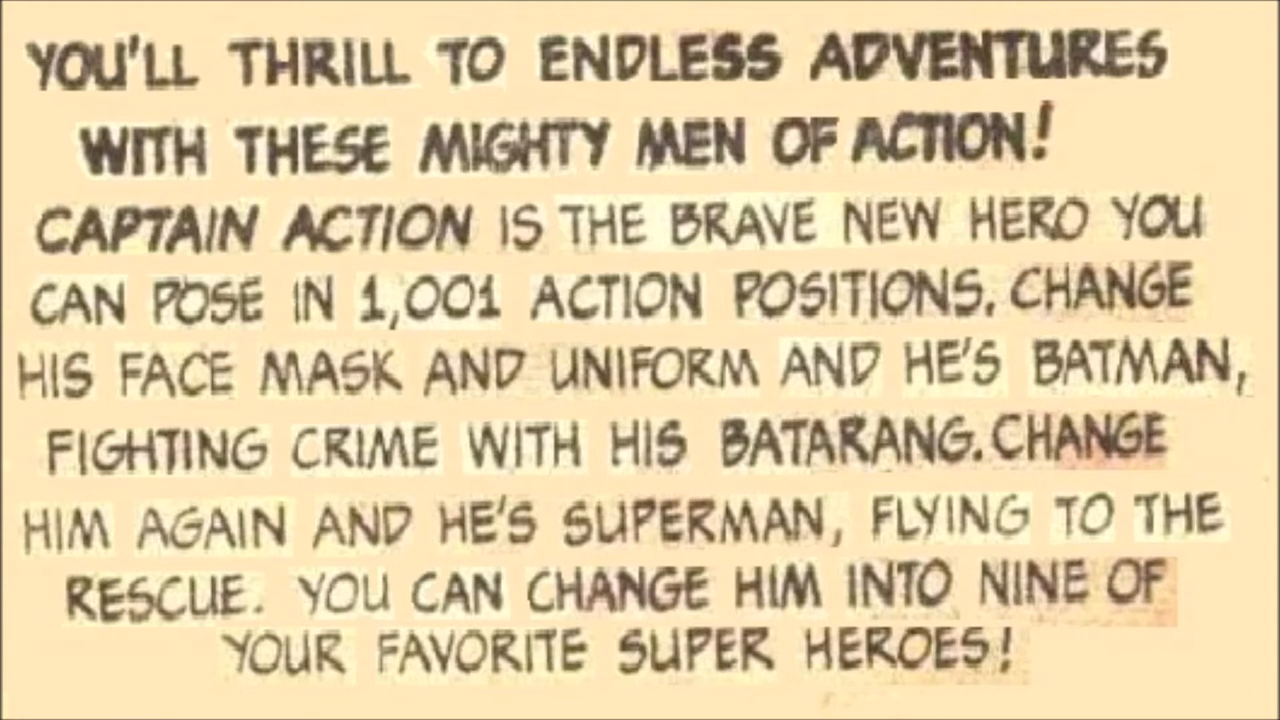 YOU'LL THRILL TO ENDLESS ADVENTURES
WITH THESE MIGHTY MEN OF ACTION!
CAPTAIN ACTION IS THE BRAVE NEW HERO YOU
CAN POSE IN 1,001 ACTION POSITIONS. CHANGE
HIS FACE MASK AND UNIFORM AND HE'S BATMAN,
FIGHTING CRIME WITH HIS BATARANG. CHANGE
HIM AGAIN AND HE'S SUPERMAN, FLYING TO THE
RESCUE. YOU CAN CHANGE HIM INTO NINE OF
YOUR FAVORITE SUPER HEROES!